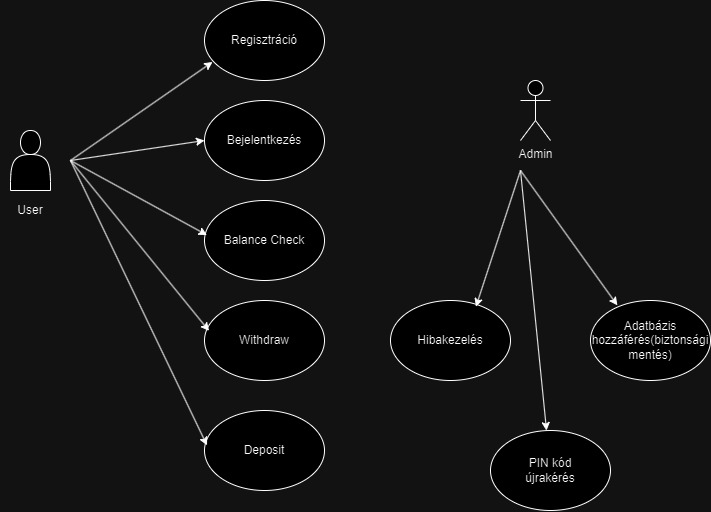 Regisztráció
Bejelentkezés
User
Balance Check
Withdraw
Deposit
Admin
Hibakezelés
Adatbázis
hozzáférés(biztonsági
mentés)
PIN kód
újrakérés